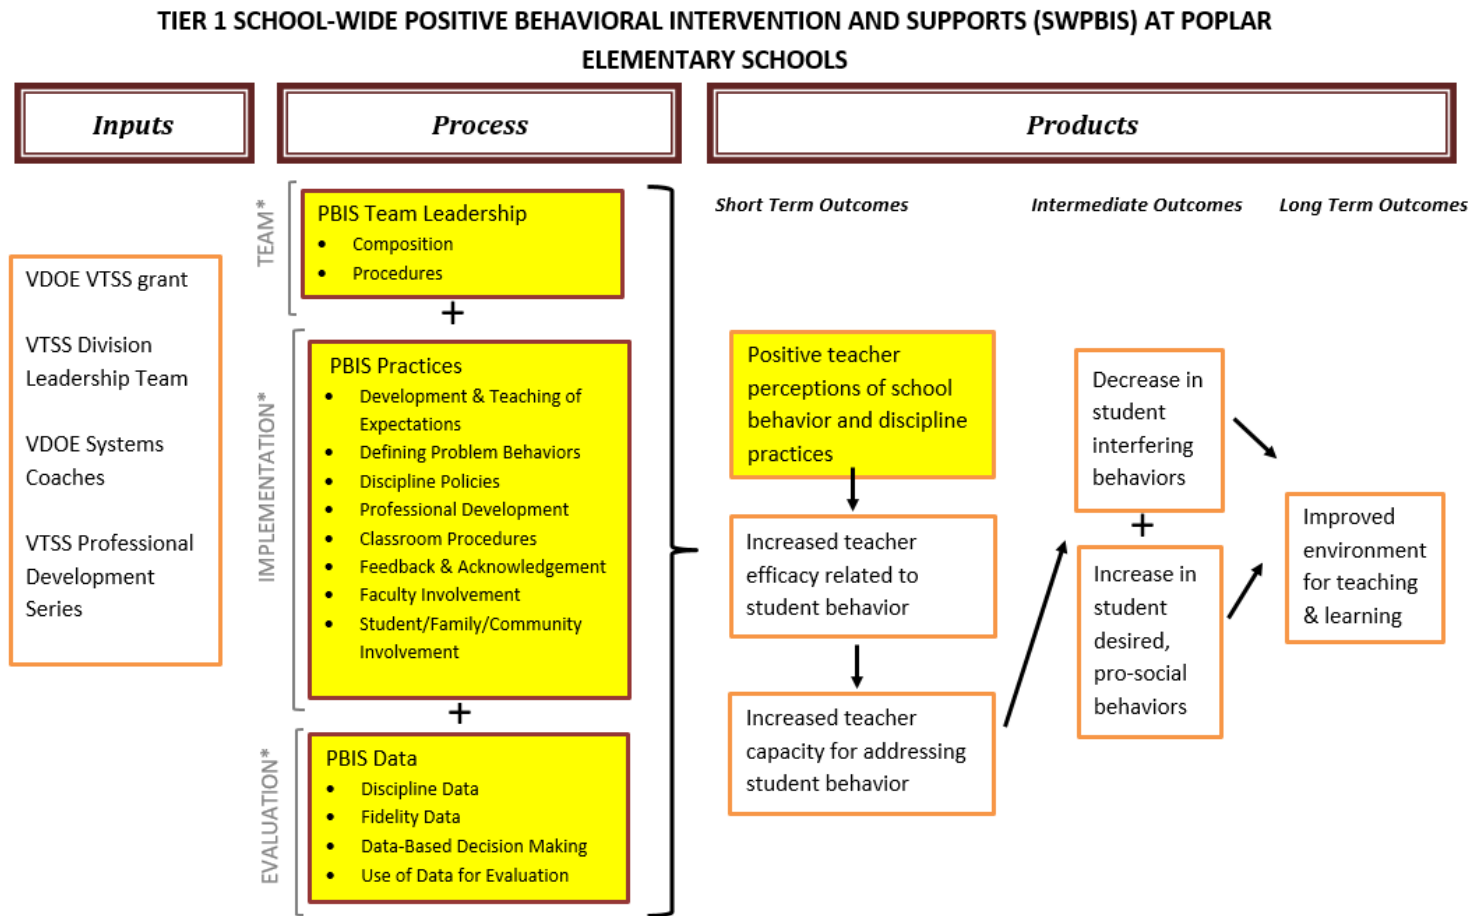 TIER 1 SCHOOL-WIDE POSITIVE BEHAVIORAL INTERVENTION AND SUPPORTS (SWPBIS) AT POPLAR
ELEMENTARY SCHOOLS
Inputs
Process
Products
VDOE VTSS grant
VTSS Division
Leadership Team
VDOE Systems
Coaches
VTSS Professional
Development
Series
TEAM*
PBIS Team Leadership
• Composition
• Procedures
+
IMPLEMENTATION*
PBIS Practices
• Development & Teaching of
Expectations
• Defining Problem Behaviors
• Discipline Policies
• Professional Development
• Classroom Procedures
• Feedback & Acknowledgement
• Faculty Involvement
• Student/Family/Community
Involvement
+
EVALUATION*
PBIS Data
• Discipline Data
• Fidelity Data
• Data-Based Decision Making
• Use of Data for Evaluation
Short Term Outcomes
Positive teacher
perceptions of school
behavior and discipline
practices
Increased teacher
efficacy related to
student behavior
Increased teacher
capacity for addressing
student behavior
Intermediate Outcomes
Decrease in
student
interfering
behaviors
+
Increase in
student
desired,
pro-social
behaviors
Long Term Outcomes
Improved
environment
for teaching
& learning